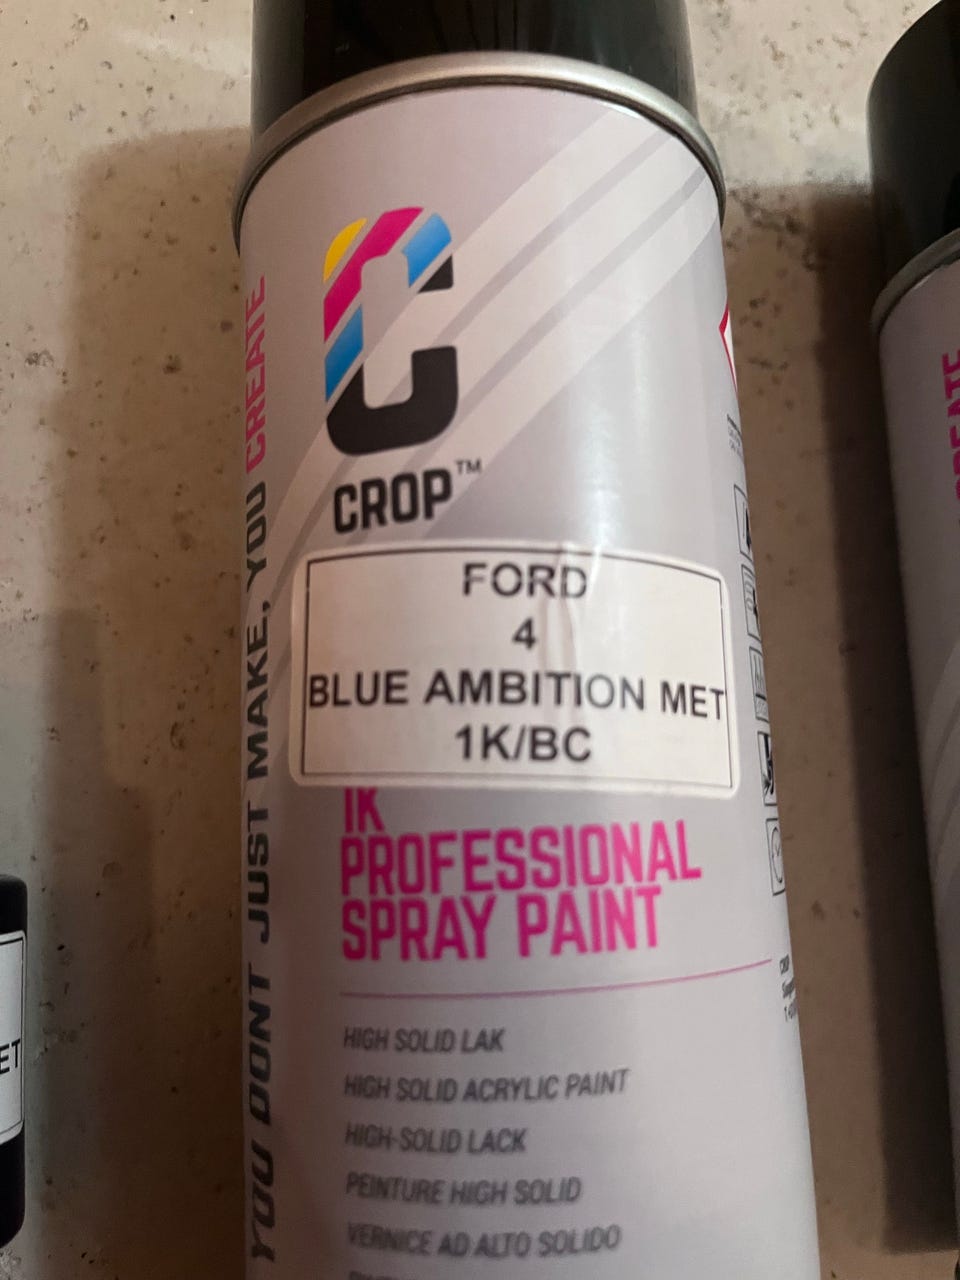 YOU DONT JUST MAKE, YOU CREATE
CROP™
FORD
4
BLUE AMBITION MET
1K/BC
1K
PROFESSIONAL
SPRAY PAINT
HIGH SOLID LAK
HIGH SOLID ACRYLIC PAINT
HIGH-SOLID LACK
PEINTURE HIGH SOLID
VERNICE AD ALTO SOLIDO
ET